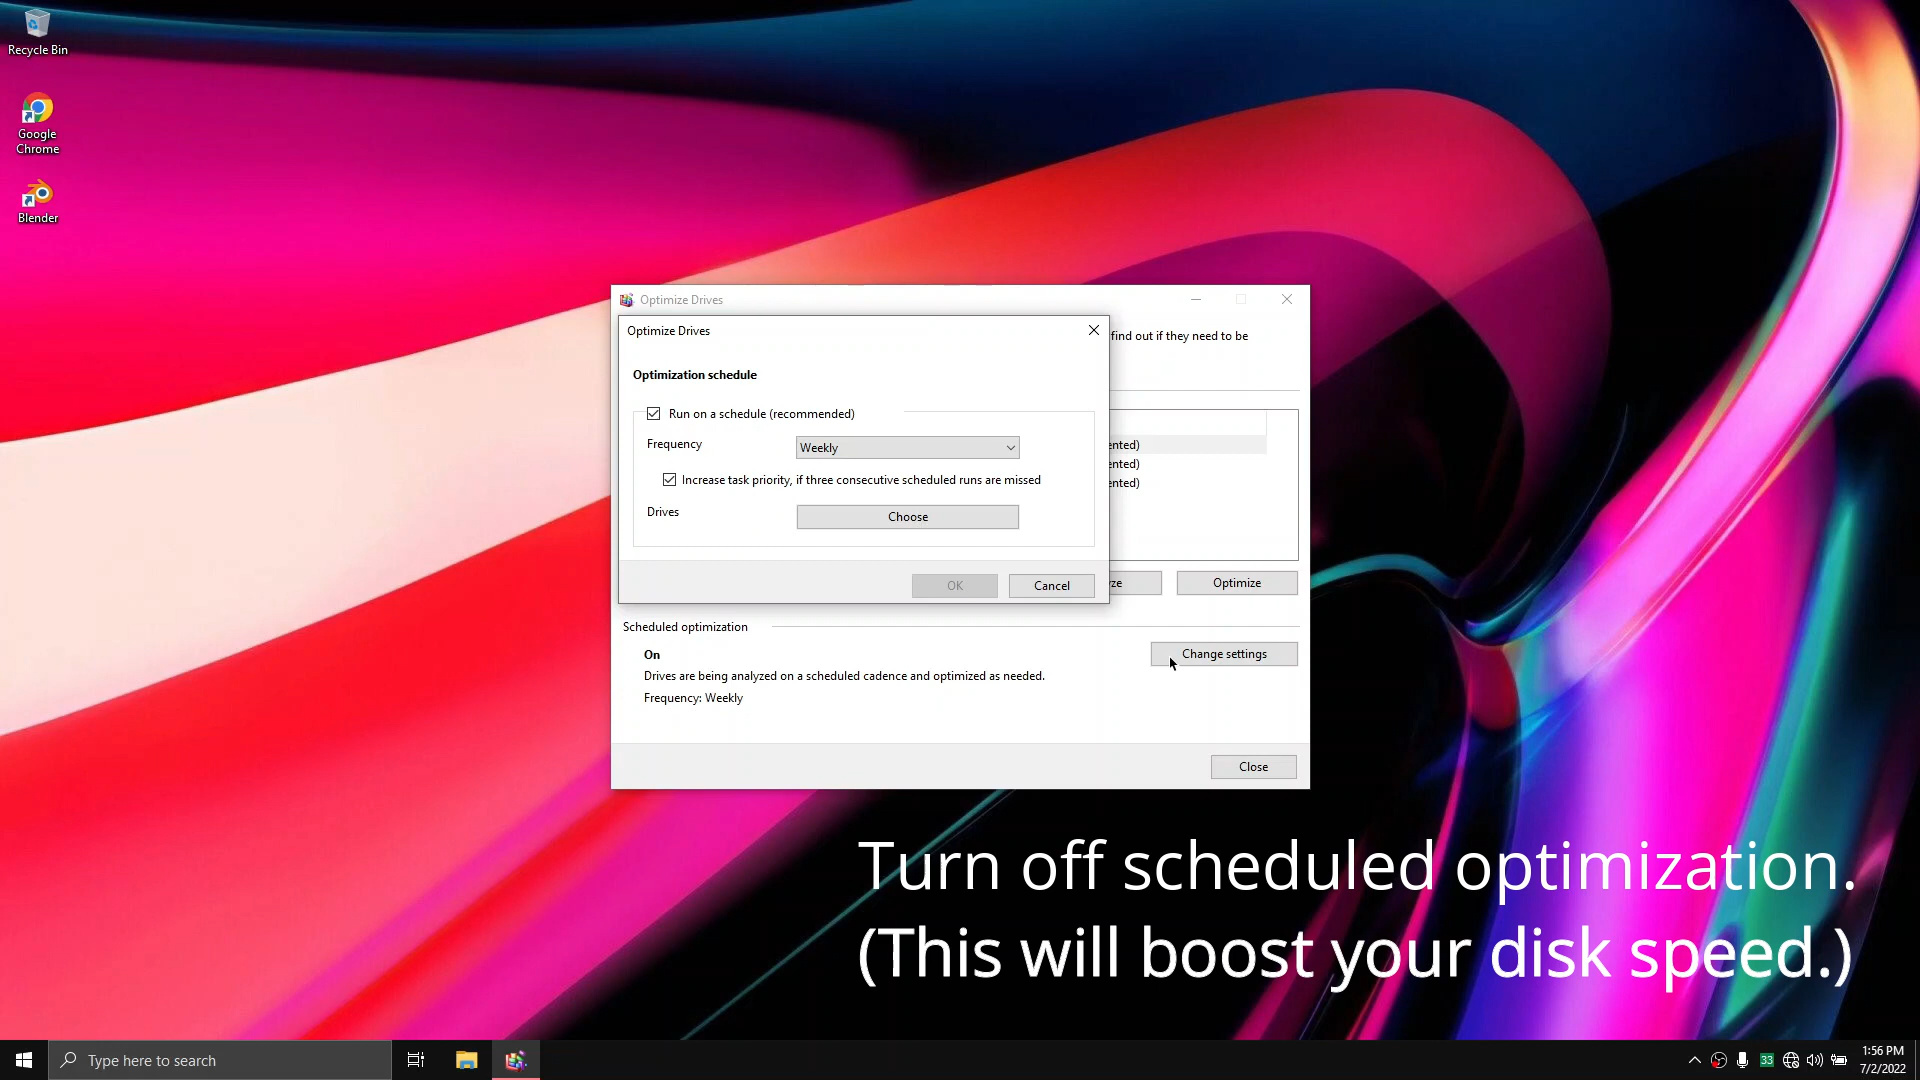 Recycle Bin
Google
Chrome
Blender
Optimize Drives
Optimize Drives
find out if they need to be
Optimization schedule
Run on a schedule (recommended)
Frequency
Weekly
ented)
ented)
ented)
Increase task priority, if three consecutive scheduled runs are missed
Drives
Choose
OK
Cancel
ze
Optimize
Scheduled optimization
On
Change settings
Drives are being analyzed on a scheduled cadence and optimized as needed.
Frequency: Weekly
Close
Turn off scheduled optimization.
(This will boost your disk speed.)
Type here to search
33
1:56 PM
7/2/2022